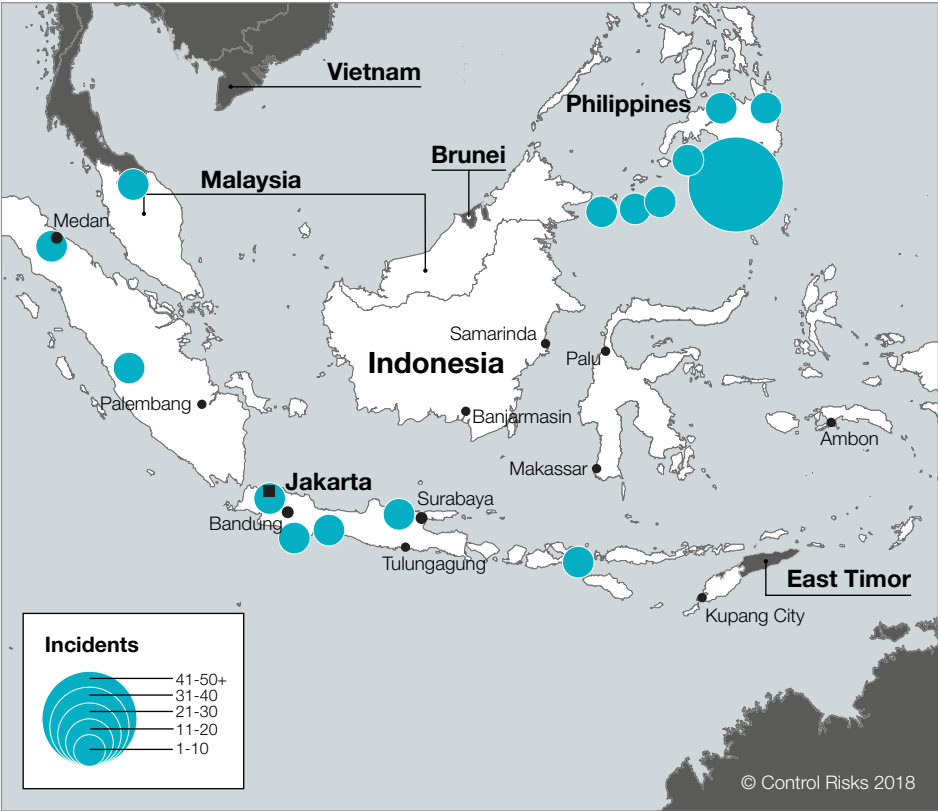 Vietnam
Philippines
Brunei
Malaysia
Medan
Samarinda
Indonesia
Palu
Palembang
Banjarmasin
Ambon
Makassar
Jakarta
Surabaya
Bandung
Tulungagung
East Timor
Kupang City
Incidents
41-50+
31-40
21-30
11-20
1-10
© Control Risks 2018